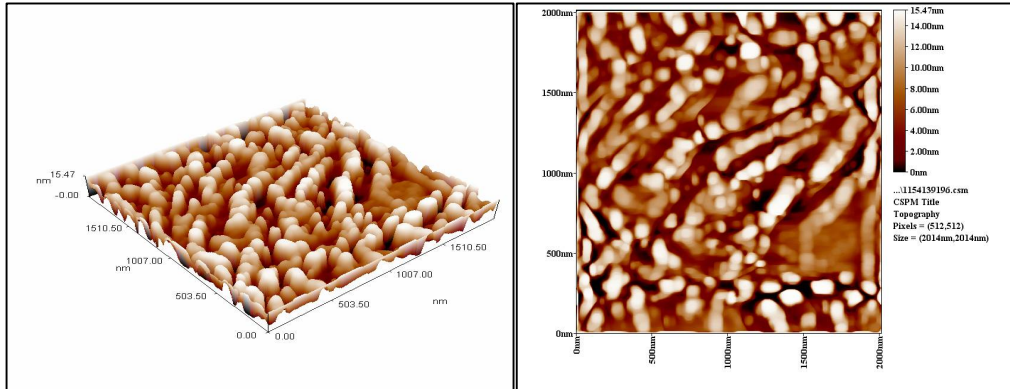 nm 15.47
-0.00
1510.50
1007.00
nm
503.50
0.00
0.00
503.50
1007.00
nm
1510.50
2000nm
1500nm
1000nm
500nm
0nm
0nm
500nm
1000nm
1500nm
2000nm
15.47nm
14.00nm
12.00nm
10.00nm
8.00nm
6.00nm
4.00nm
2.00nm
0nm
...\1154139196.csm
CSPM Title
Topography
Pixels = (512,512)
Size = (2014nm,2014nm)